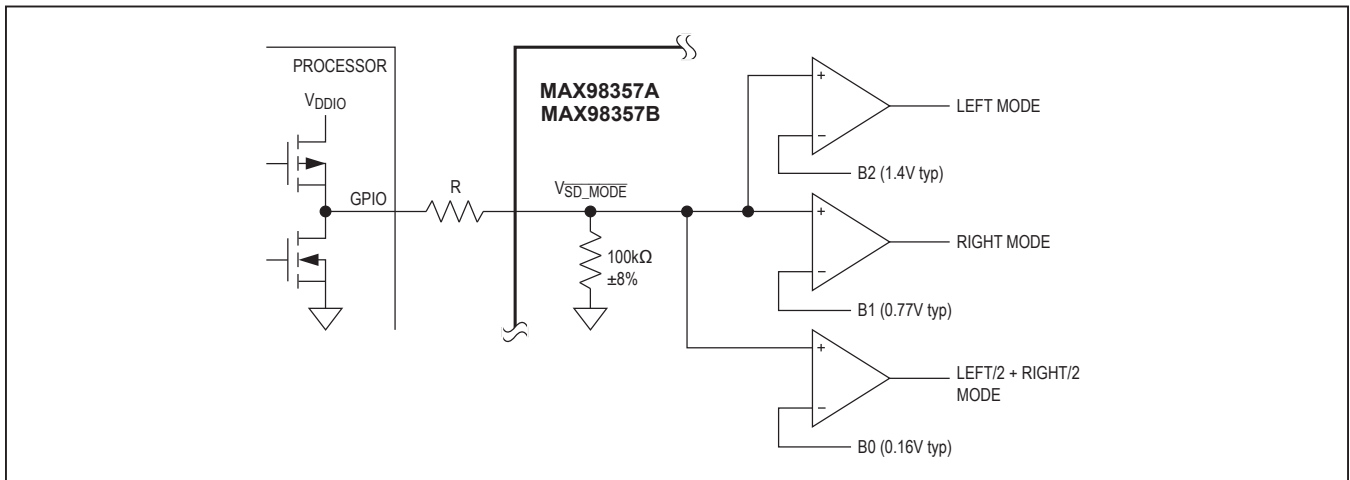 PROCESSOR
VDDIO
GPIO
R
MAX98357A
MAX98357B
VSD_MODE
100kΩ
±8%
+
−
LEFT MODE
B2 (1.4V typ)
+
−
RIGHT MODE
B1 (0.77V typ)
+
−
LEFT/2 + RIGHT/2
MODE
B0 (0.16V typ)